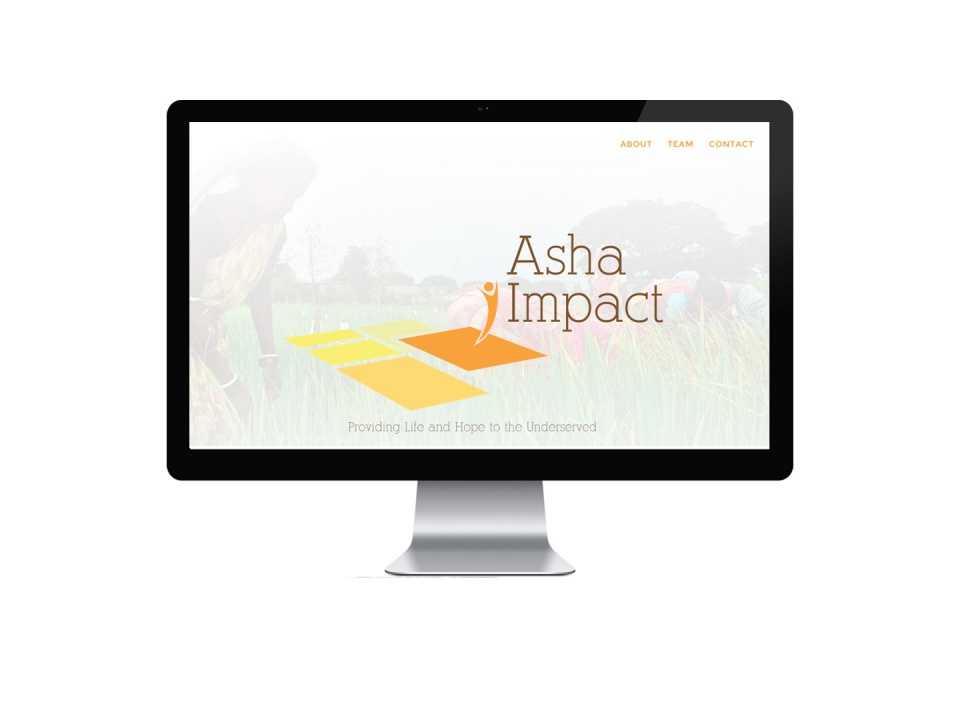 ABOUT TEAM CONTACT
Asha
Impact
Providing Life and Hope to the Underserved